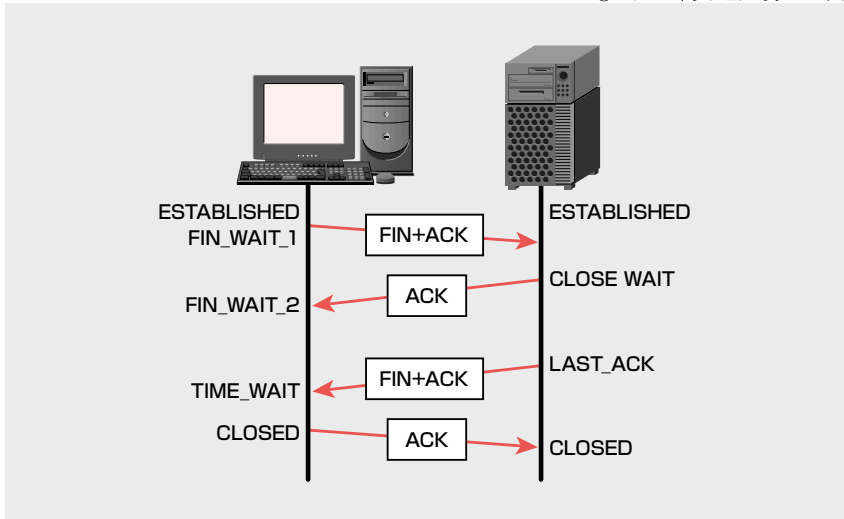 ESTABLISHED
ESTABLISHED
FIN_WAIT_1
FIN+ACK
CLOSE WAIT
ACK
FIN_WAIT_2
LAST_ACK
FIN+ACK
TIME_WAIT
CLOSED
ACK
CLOSED